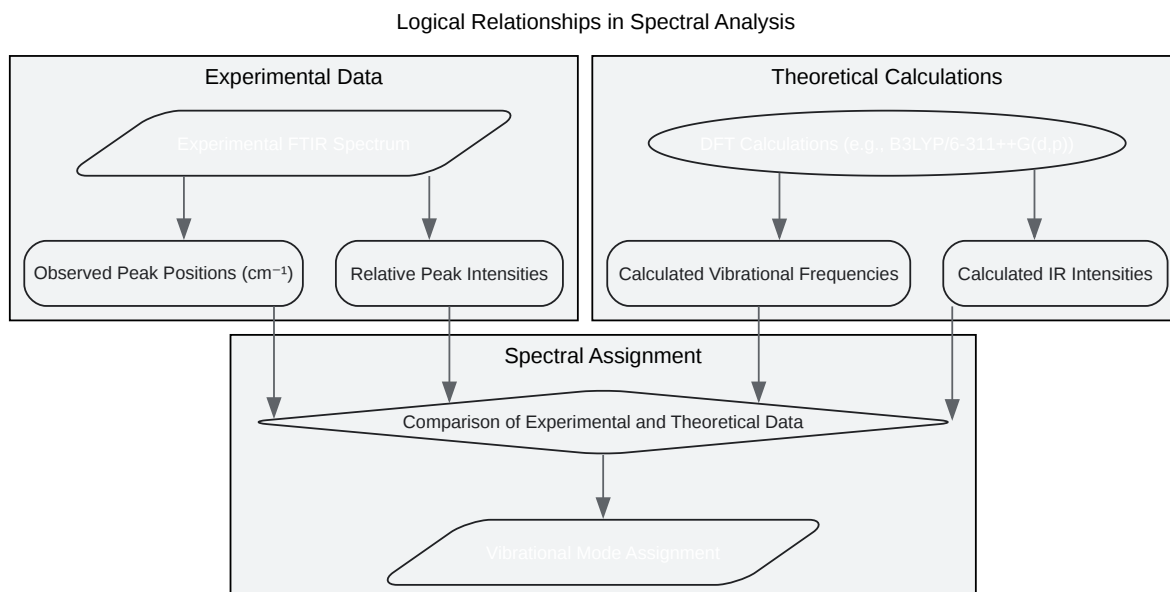 Logical Relationships in Spectral Analysis
Experimental Data
Theoretical Calculations
Experimental FTIR Spectrum
DFT Calculations (e.g., B3LYP/6-311++G(d,p))
Observed Peak Positions (cm⁻¹)
Relative Peak Intensities
Calculated Vibrational Frequencies
Calculated IR Intensities
Spectral Assignment
Comparison of Experimental and Theoretical Data
Vibrational Mode Assignment